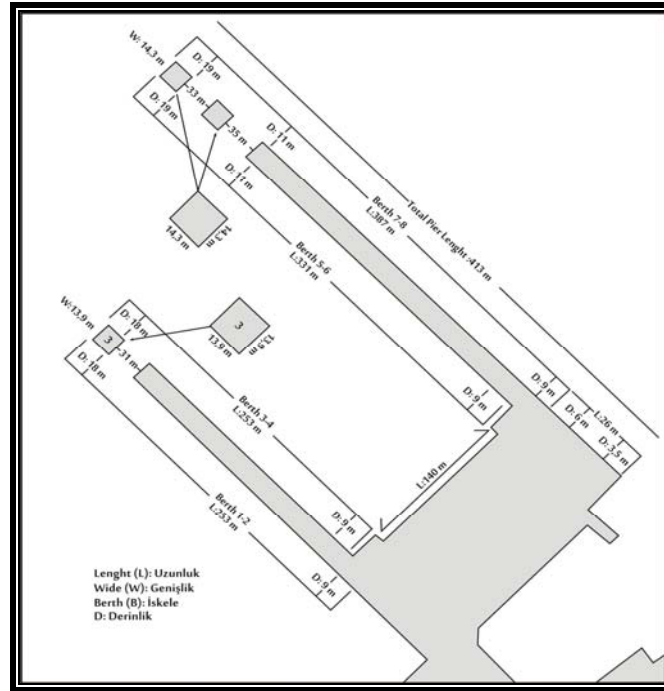 W: 14,3 m
D: 19 m
D: 19 m
33 m
35 m
D: 11 m
D: 17 m
Total Pier Lenght :413 m
Berth 7-8
L:387 m
Berth 5-6
L:331 m
14,3 m
14,3 m
W:13,9 m
D: 18 m
3
D: 18 m
31 m
3
13,9 m
13,9 m
Berth 3-4
L:253 m
D: 9 m
D: 9 m
D: 6 m
L:26 m
D: 3,5 m
L:140 m
D: 9 m
Berth 1-2
L:253 m
D: 9 m
Lenght (L): Uzunluk
Wide (W): Genişlik
Berth (B): İskele
D: Derinlik